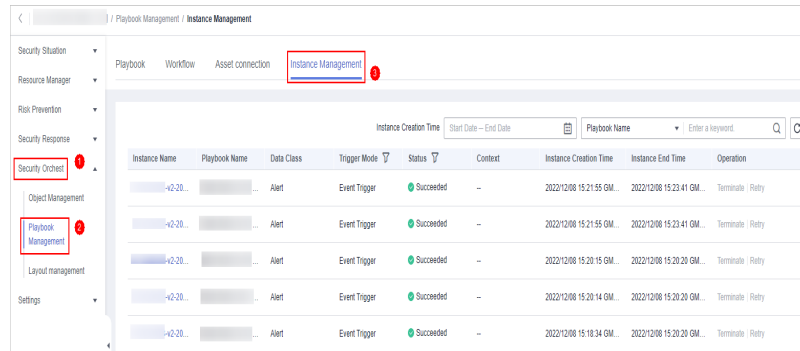 / Playbook Management / Instance Management
Security Situation
Resource Manager
Risk Prevention
Security Response
Security Orchest
1
Object Management
Playbook
Management
2
Layout management
Settings
Playbook Workflow Asset connection Instance Management
3
Instance Creation Time Start Date – End Date Playbook Name Enter a keyword.
Instance Name Playbook Name Data Class Trigger Mode Status Context Instance Creation Time Instance End Time Operation
-v2-20... ... Alert Event Trigger Succeeded -- 2022/12/08 15:21:55 GM... 2022/12/08 15:23:41 GM... Terminate | Retry
-v2-20... ... Alert Event Trigger Succeeded -- 2022/12/08 15:21:55 GM... 2022/12/08 15:23:41 GM... Terminate | Retry
-v2-20... ... Alert Event Trigger Succeeded -- 2022/12/08 15:20:15 GM... 2022/12/08 15:20:20 GM... Terminate | Retry
-v2-20... ... Alert Event Trigger Succeeded -- 2022/12/08 15:20:14 GM... 2022/12/08 15:20:20 GM... Terminate | Retry
-v2-20... ... Alert Event Trigger Succeeded -- 2022/12/08 15:18:34 GM... 2022/12/08 15:20:20 GM... Terminate | Retry